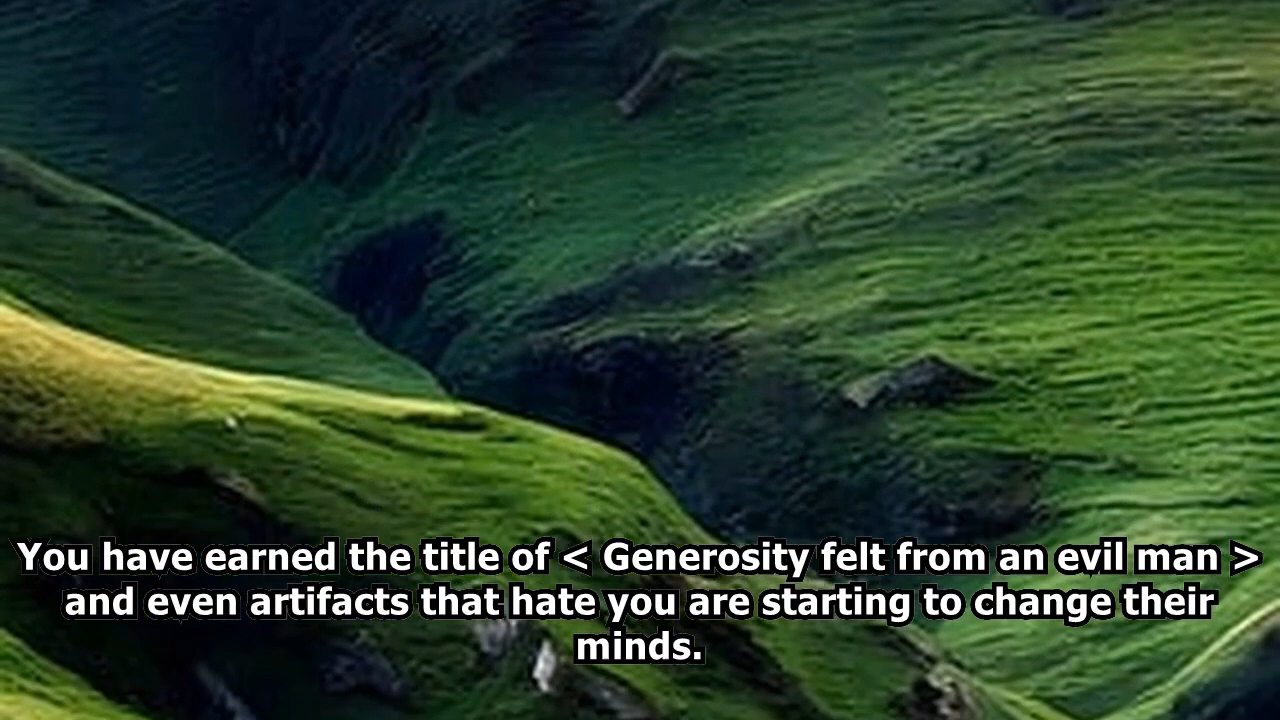 You have earned the title of < Generosity felt from an evil man >
and even artifacts that hate you are starting to change their
minds.